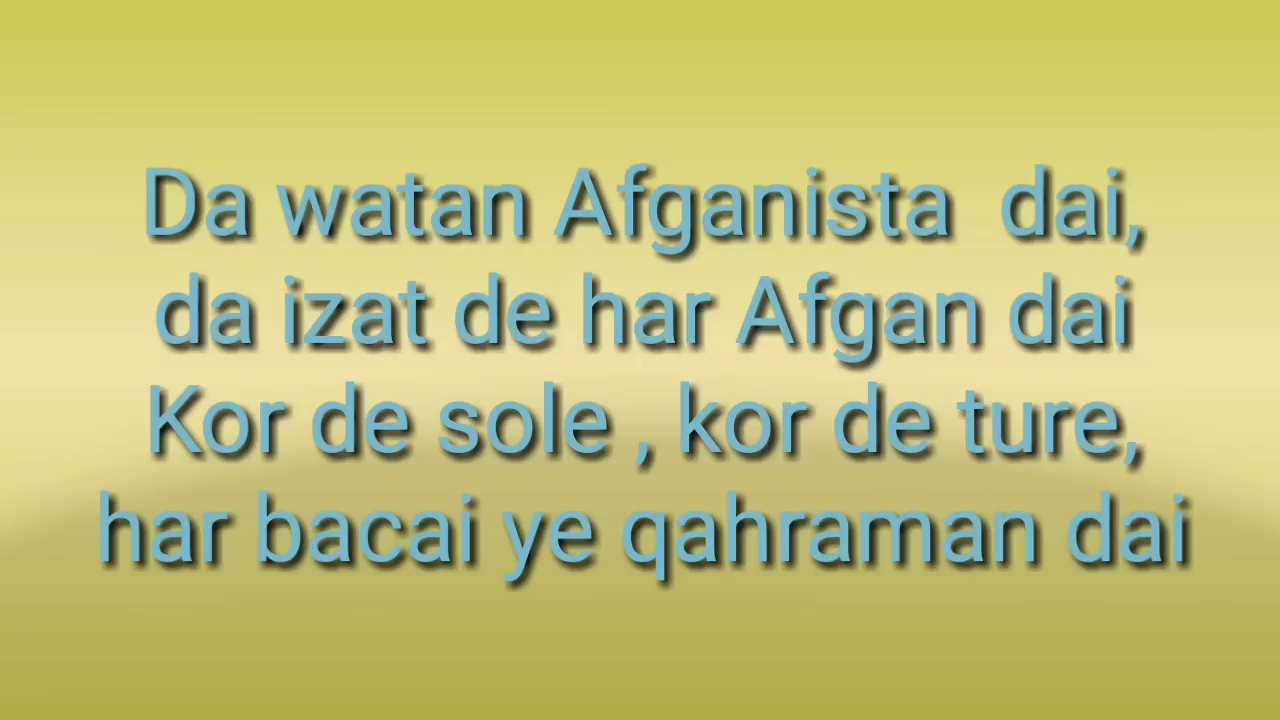 Da watan Afganista  dai,
da izat de har Afgan dai
Kor de sole , kor de ture,
har bacai ye qahraman dai